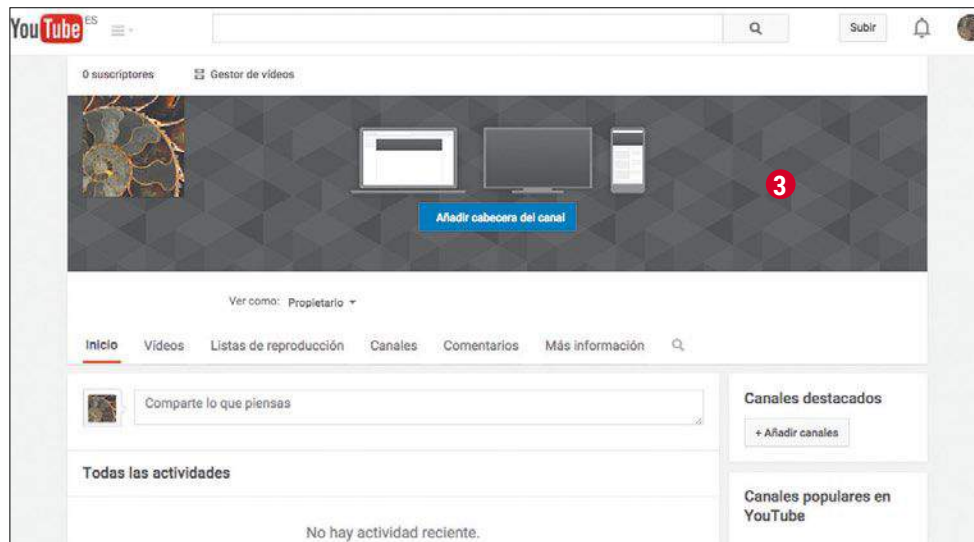 YouTube ES
Subir
0 suscriptores
Gestor de vídeos
3
Añadir cabecera del canal
Ver como: Propietario
Inicio Vídeos Listas de reproducción Canales Comentarios Más información
Comparte lo que piensas
Todas las actividades
No hay actividad reciente.
Canales destacados
+ Añadir canales
Canales populares en
YouTube